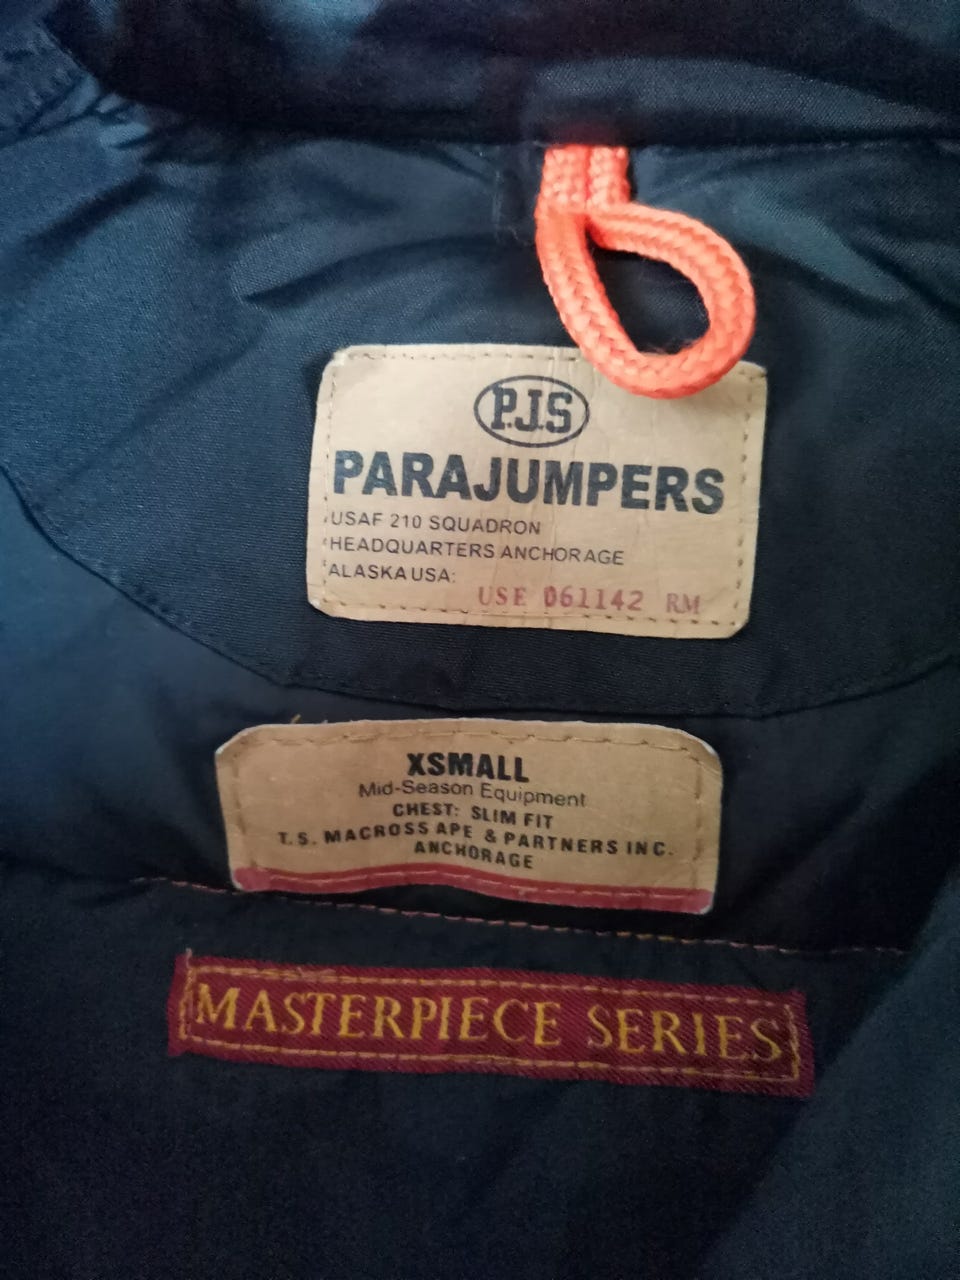 P.J.S
PARAJUMPERS
USAF 210 SQUADRON
HEADQUARTERS ANCHORAGE
ALASKA USA:
USE 061142 RM
XSMALL
Mid-Season Equipment
CHEST: SLIM FIT
T.S. MACROSS APE & PARTNERS INC.
ANCHORAGE
MASTERPIECE SERIES